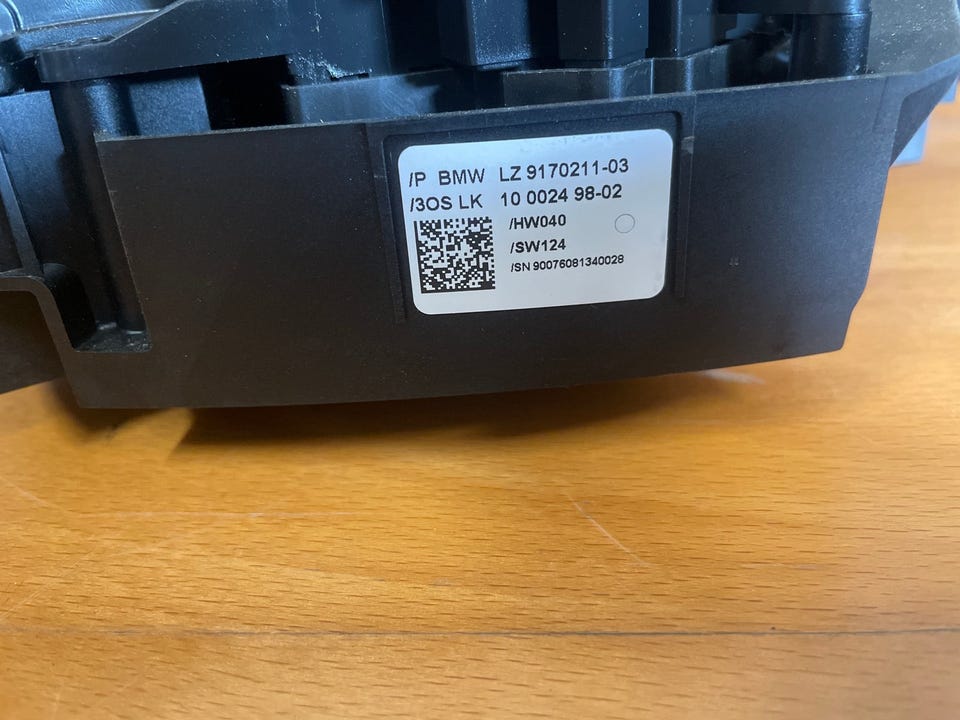 /P BMW LZ 9170211-03
/3OS LK 10 0024 98-02
/HW040
/SW124
/SN 90076081340028